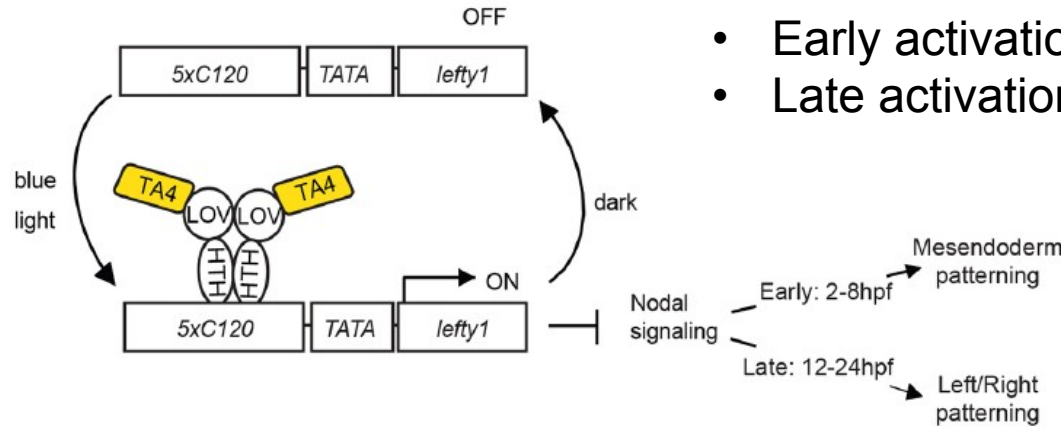 OFF
• Early activatio
• Late activation
5xC120 TATA lefty1
blue
light
TA4 TA4
LOV LOV
HTH HTH
dark
ON
5xC120 TATA lefty1
Nodal
signaling
Early: 2-8hpf
Mesendoderm
patterning
Late: 12-24hpf
Left/Right
patterning